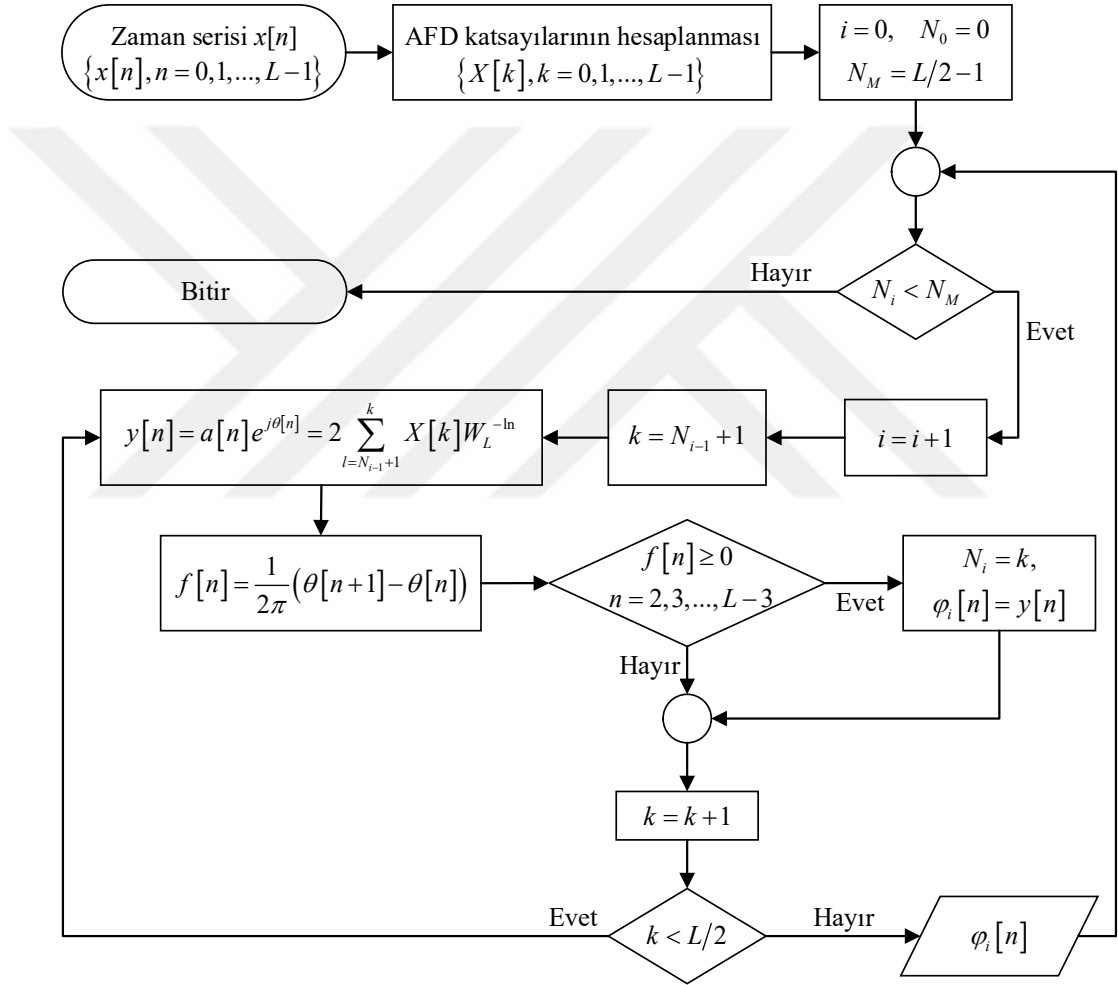 Zaman serisi x[n]
{x[n], n = 0,1,..., L−1}
AFD katsayılarının hesaplanması
{X[k], k = 0,1,..., L−1}
i = 0, N₀ = 0
N_M = L/2−1
N_i < N_M
Hayır
Evet
Bitir
i = i+1
k = N_{i−1}+1
y[n] = a[n]e^{jθ[n]} = 2 ∑_{l=N_{i−1}+1}^{k} X[k]W_L^{−ln}
f[n] = \frac{1}{2π}(θ[n+1]−θ[n])
f[n] ≥ 0
n = 2,3,..., L−3
Evet
Hayır
N_i = k,
φ_i[n] = y[n]
k = k+1
k < L/2
Evet
Hayır
φ_i[n]